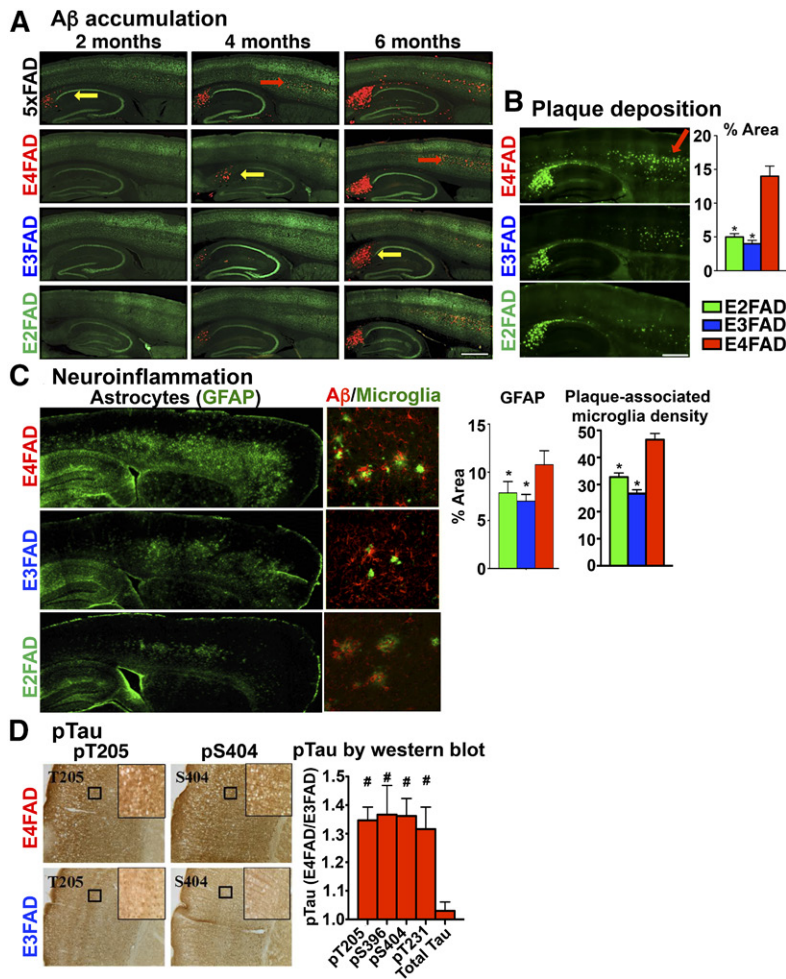 A
Aβ accumulation
2 months
4 months
6 months
5xFAD
E4FAD
E3FAD
E2FAD
B
Plaque deposition
E4FAD
E3FAD
E2FAD
% Area
20
15
10
5
0
*
*
E2FAD
E3FAD
E4FAD
C
Neuroinflammation
Astrocytes (GFAP)
Aβ/Microglia
E4FAD
E3FAD
E2FAD
GFAP
% Area
15
10
5
0
*
*
Plaque-associated
microglia density
50
40
30
20
10
0
*
*
D
pTau
pT205
pS404
E4FAD
E3FAD
T205
S404
T205
S404
pTau by western blot
pTau (E4FAD/E3FAD)
1.5
1.4
1.3
1.2
1.1
1.0
#
#
#
#
pT205
pS396
pS404
pT231
Total Tau